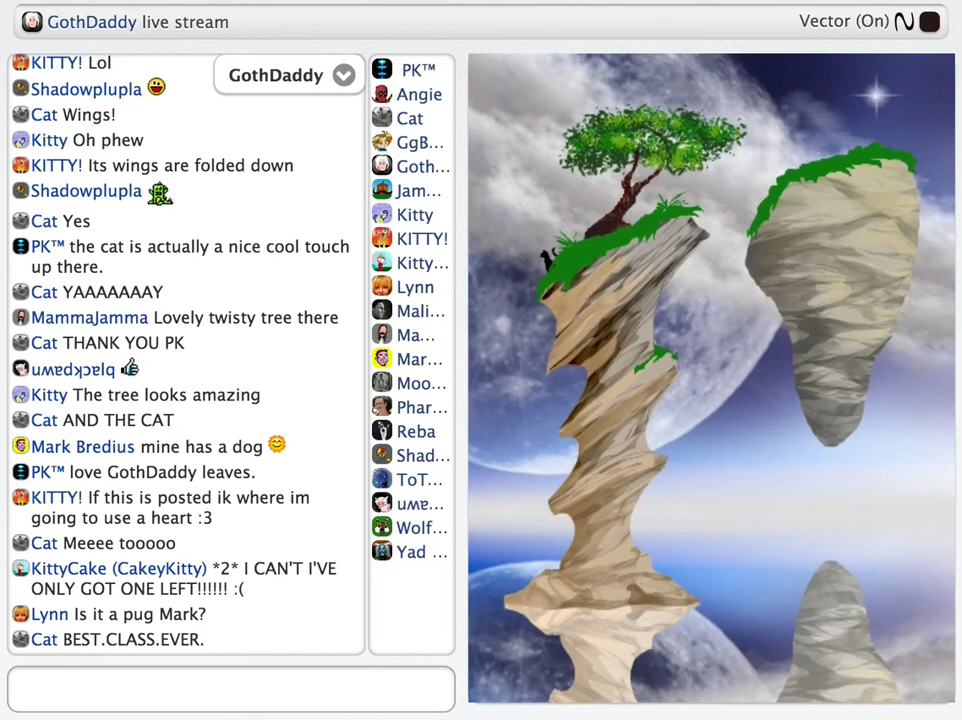 GothDaddy live stream
Vector (On)
KITTY! Lol
GothDaddy
Shadowplupla
Cat Wings!
Kitty Oh phew
KITTY! Its wings are folded down
Shadowplupla
Cat Yes
PK™ the cat is actually a nice cool touch
up there.
Cat YAAAAAAY
MammaJamma Lovely twisty tree there
Cat THANK YOU PK
Kitty The tree looks amazing
Cat AND THE CAT
Mark Bredius mine has a dog
PK™ love GothDaddy leaves.
KITTY! If this is posted ik where im
going to use a heart :3
Cat Meeee tooooo
KittyCake (CakeyKitty) *2* I CAN'T I'VE
ONLY GOT ONE LEFT!!!!!! :(
Lynn Is it a pug Mark?
Cat BEST.CLASS.EVER.
PK™
Angie
Cat
GgB...
Goth...
Jam...
Kitty
KITTY!
Kitty...
Lynn
Mali...
Ma...
Mar...
Moo...
Phar...
Reba
Shad...
ToT...
Wolf...
Yad ...